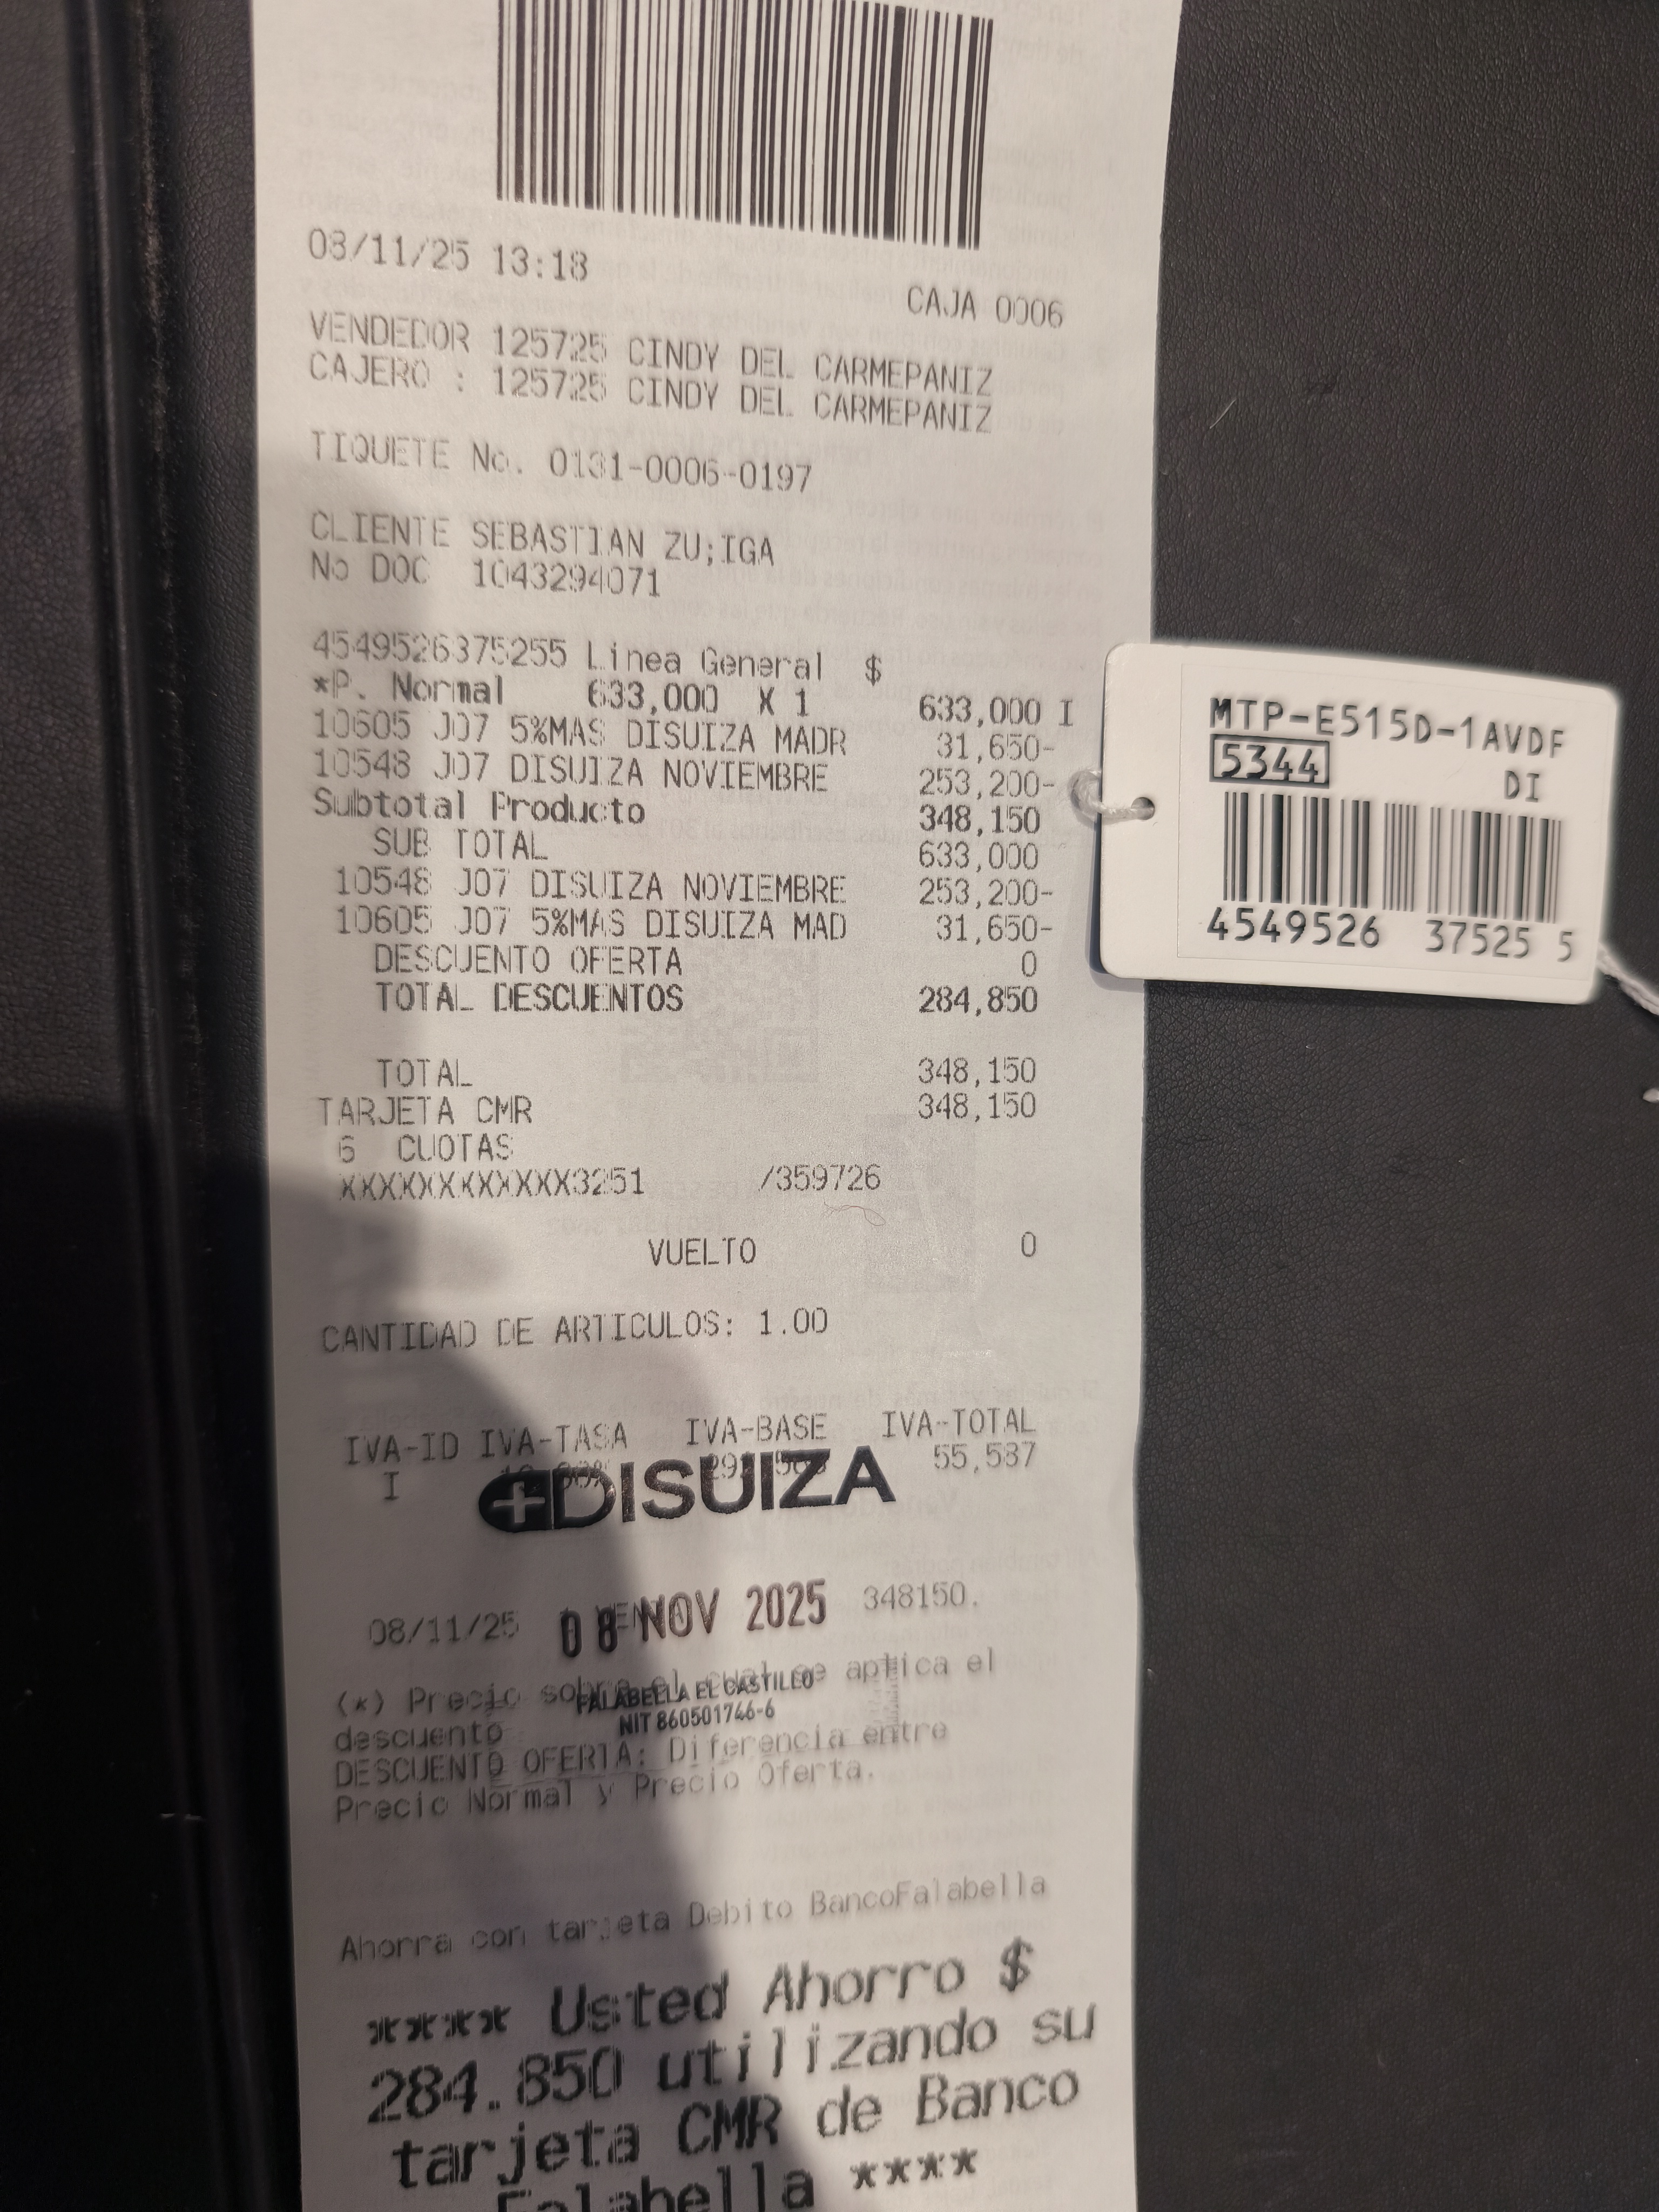 08/11/25 13:18
CAJA 0006
VENDEDOR 125725 CINDY DEL CARMEPANIZ
CAJERO : 125725 CINDY DEL CARMEPANIZ
TIQUETE No. 0131-0006-0197
CLIENTE SEBASTIAN ZU;IGA
No DOC 1043294071
4549526375255 Linea General $
*P. Normal 633,000 X 1 633,000 I
10605 J07 5%MAS DISUIZA MADR 31,650-
10548 J07 DISUIZA NOVIEMBRE 253,200-
Subtotal Producto 348,150
SUB TOTAL 633,000
10548 J07 DISUIZA NOVIEMBRE 253,200-
10605 J07 5%MAS DISUIZA MAD 31,650-
DESCUENTO OFERTA 0
TOTAL DESCUENTOS 284,850
TOTAL 348,150
TARJETA CMR 348,150
6 CUOTAS
XXXXXXXXXXXX3251 /359726
VUELTO 0
CANTIDAD DE ARTICULOS: 1.00
IVA-ID IVA-TASA IVA-BASE IVA-TOTAL
I 55,587
DISUIZA
08/11/25 348150.
08 NOV 2025
(*) Precio sobre el cual se aplica el
FALABELLA EL CASTILLO
NIT 860501746-6
descuento
DESCUENTO OFERTA: Diferencia entre
Precio Normal y Precio Oferta.
Ahorra con tarjeta Debito BancoFalabella
**** Usted Ahorro $
284.850 utilizando su
tarjeta CMR de Banco
Falabella ****
MTP-E515D-1AVDF
5344 DI
4549526 37525 5